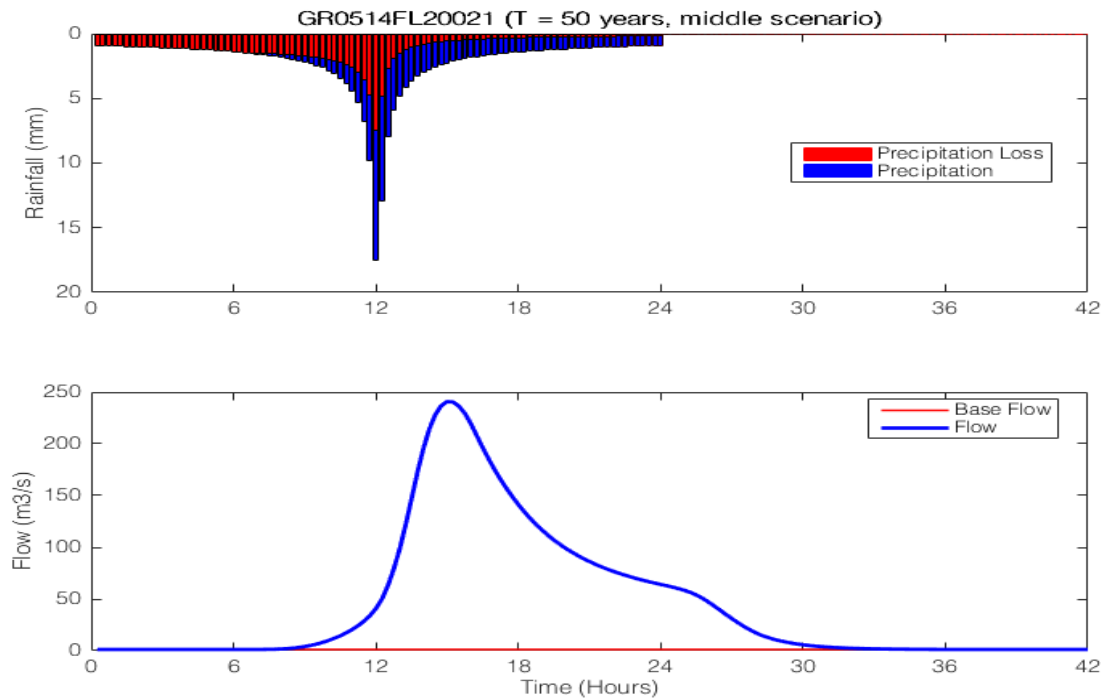 GR0514FL20021 (T = 50 years, middle scenario)
0
5
10
15
20
Rainfall (mm)
Precipitation Loss
Precipitation
0 6 12 18 24 30 36 42
250
200
150
100
50
0
Flow (m3/s)
Base Flow
Flow
0 6 12 18 24 30 36 42
Time (Hours)